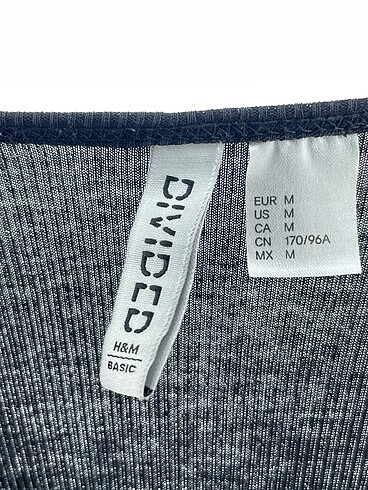 DIVIDED
H&M
BASIC
EUR M
US M
CA M
CN 170/96A
MX M